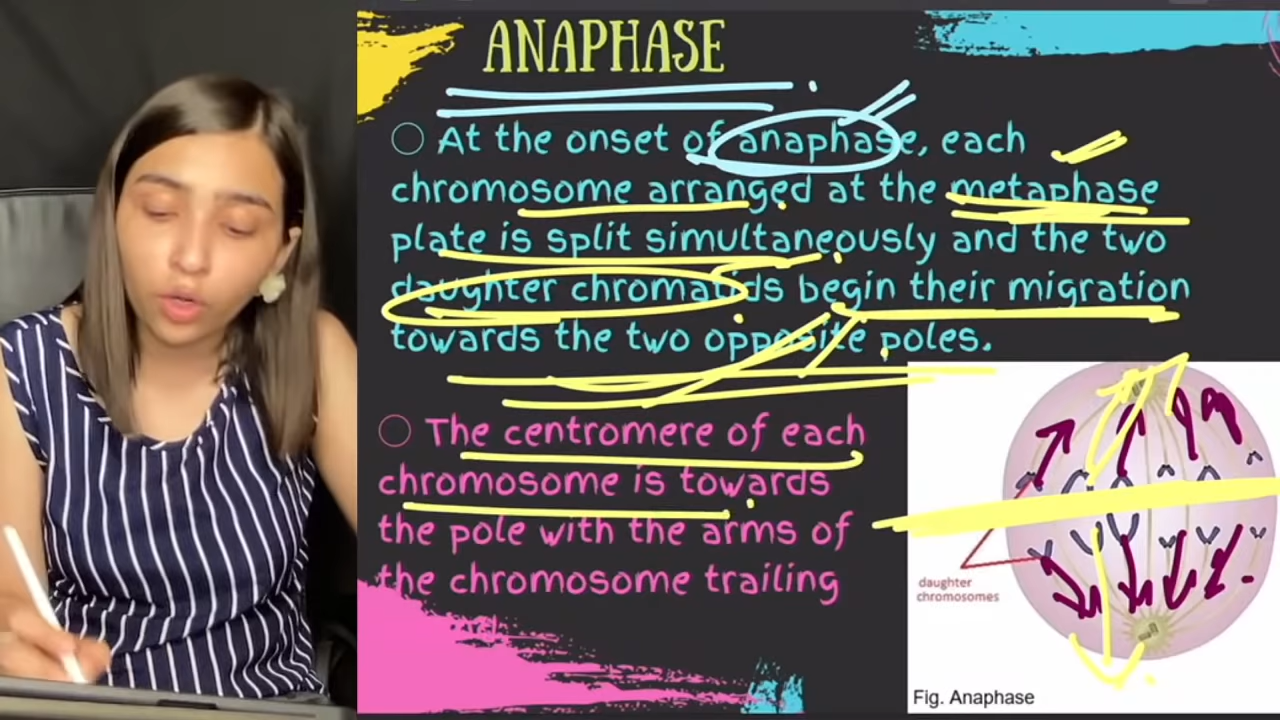 ANAPHASE
At the onset of anaphase, each
chromosome arranged at the metaphase
plate is split simultaneously and the two
daughter chromatids begin their migration
towards the two opposite poles.
The centromere of each
chromosome is towards
the pole with the arms of
the chromosome trailing
daughter
chromosomes
Fig. Anaphase